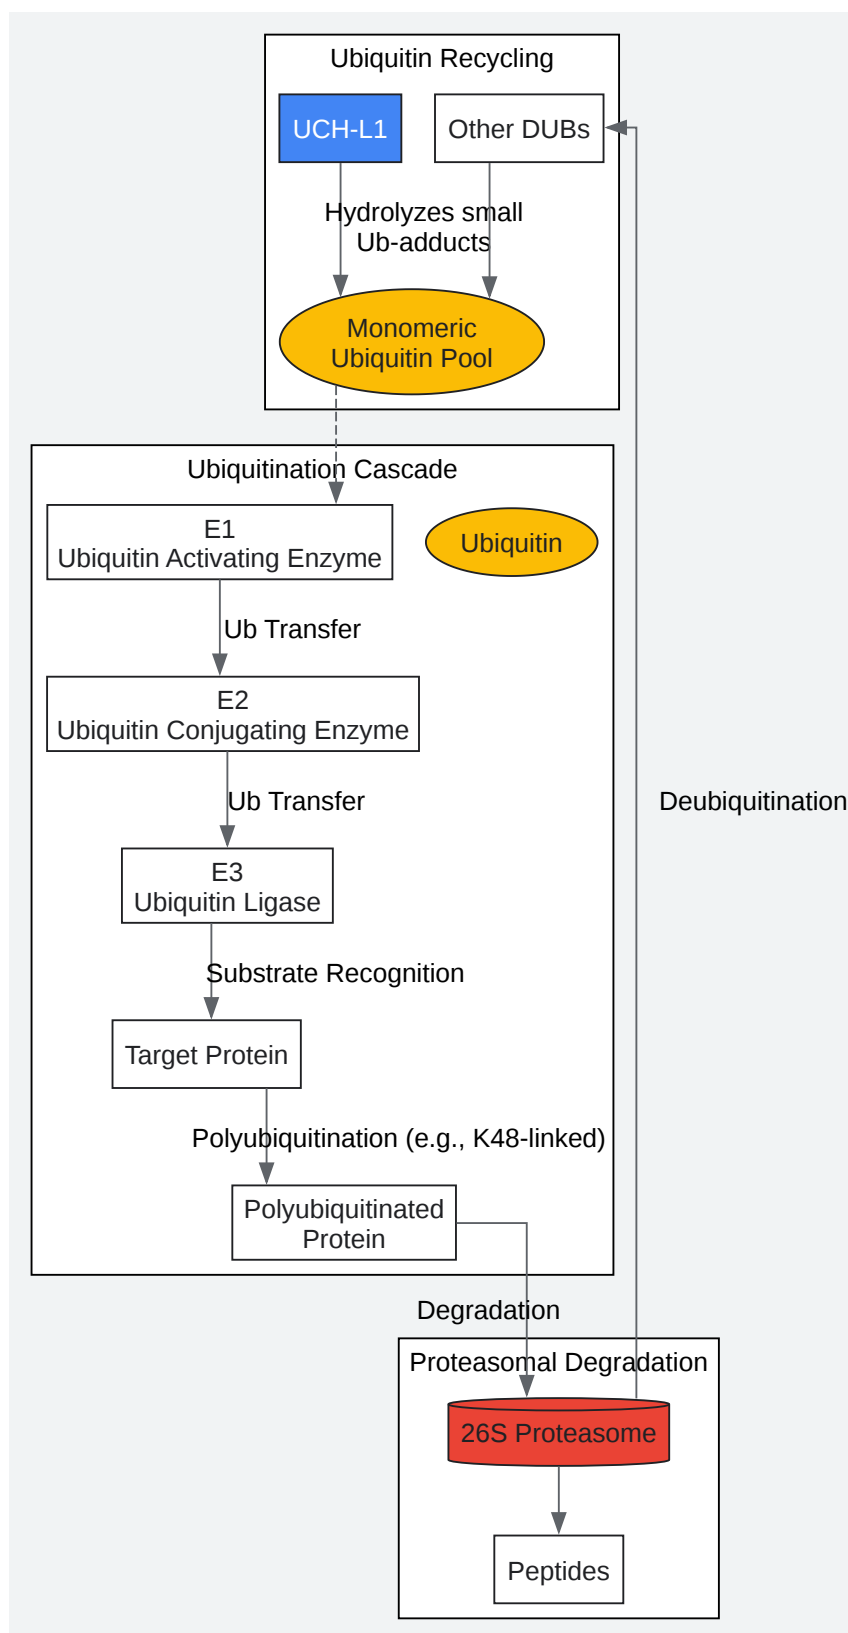 Ubiquitin Recycling
UCH-L1
Other DUBs
Hydrolyzes small
Ub-adducts
Monomeric
Ubiquitin Pool
Ubiquitination Cascade
E1
Ubiquitin Activating Enzyme
Ubiquitin
Ub Transfer
E2
Ubiquitin Conjugating Enzyme
Ub Transfer
Deubiquitination
E3
Ubiquitin Ligase
Substrate Recognition
Target Protein
Polyubiquitination (e.g., K48-linked)
Polyubiquitinated
Protein
Degradation
Proteasomal Degradation
26S Proteasome
Peptides